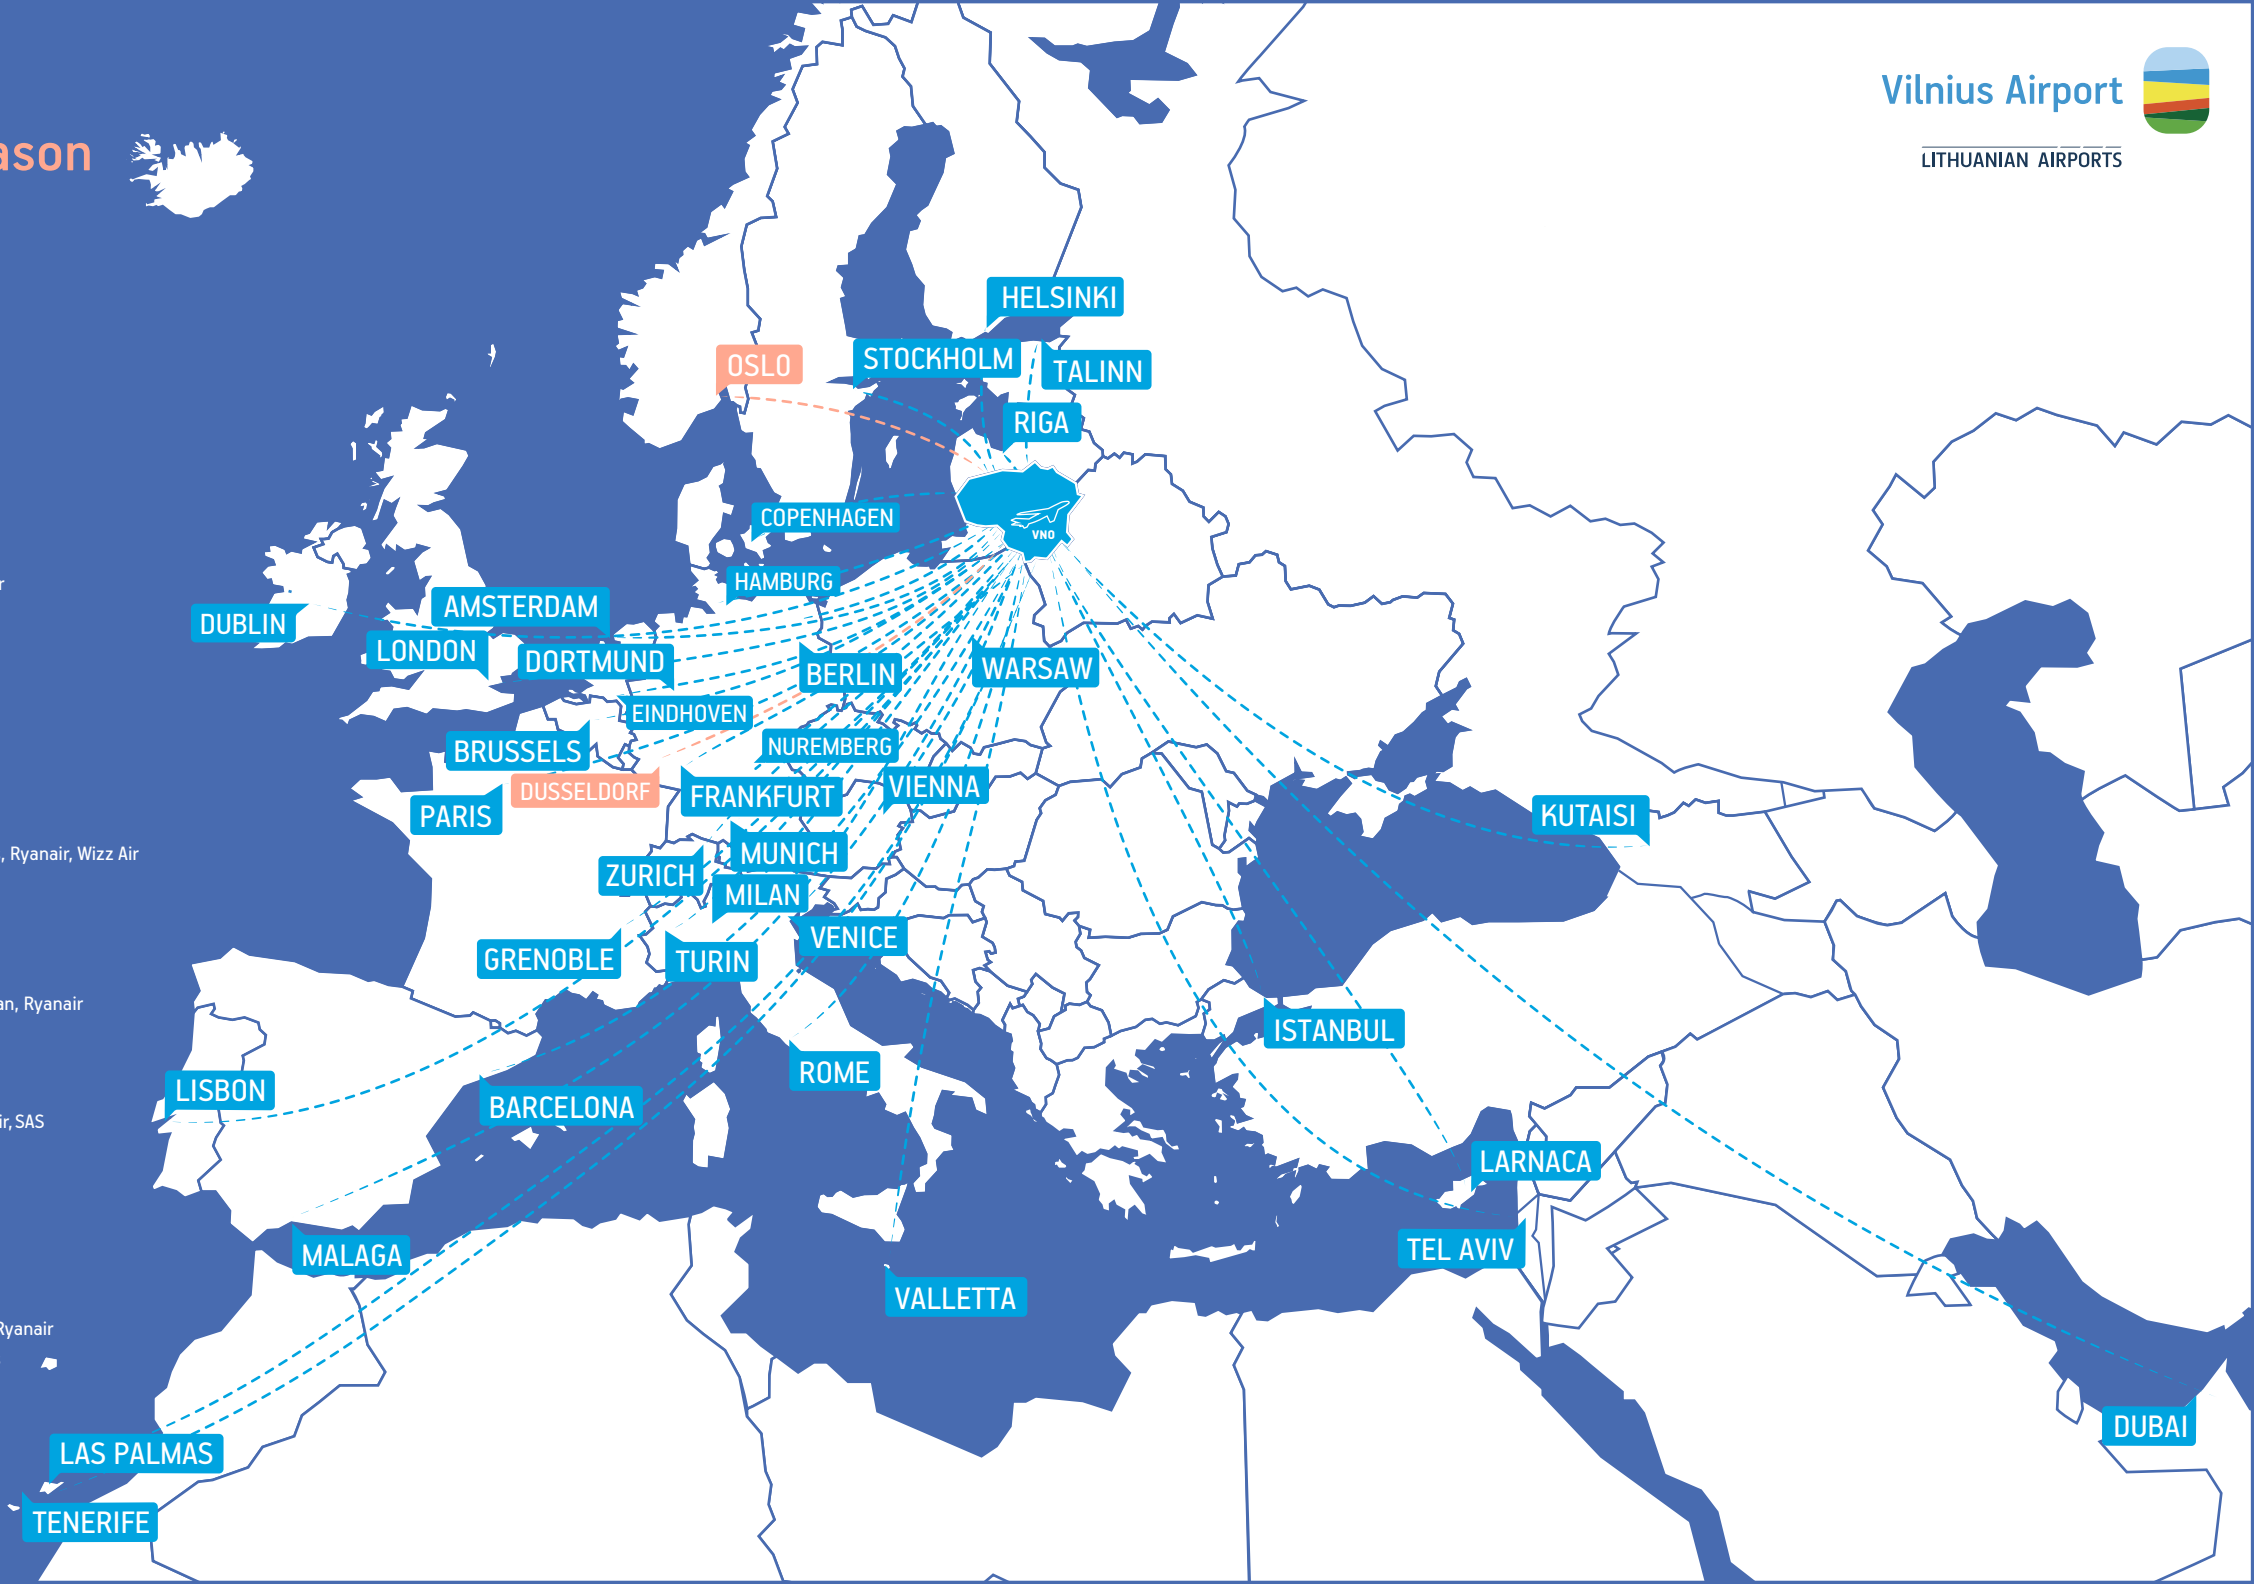 Vilnius Airport
LITHUANIAN AIRPORTS
ason
HELSINKI
STOCKHOLM
TALINN
OSLO
RIGA
COPENHAGEN
VNO
HAMBURG
r
AMSTERDAM
DUBLIN
LONDON
DORTMUND
BERLIN
WARSAW
EINDHOVEN
BRUSSELS
NUREMBERG
DUSSELDORF
FRANKFURT
VIENNA
PARIS
KUTAISI
, Ryanair, Wizz Air
MUNICH
ZURICH
MILAN
VENICE
GRENOBLE
TURIN
an, Ryanair
ISTANBUL
ROME
LISBON
BARCELONA
ir, SAS
LARNACA
TEL AVIV
MALAGA
VALLETTA
Ryanair
DUBAI
LAS PALMAS
TENERIFE